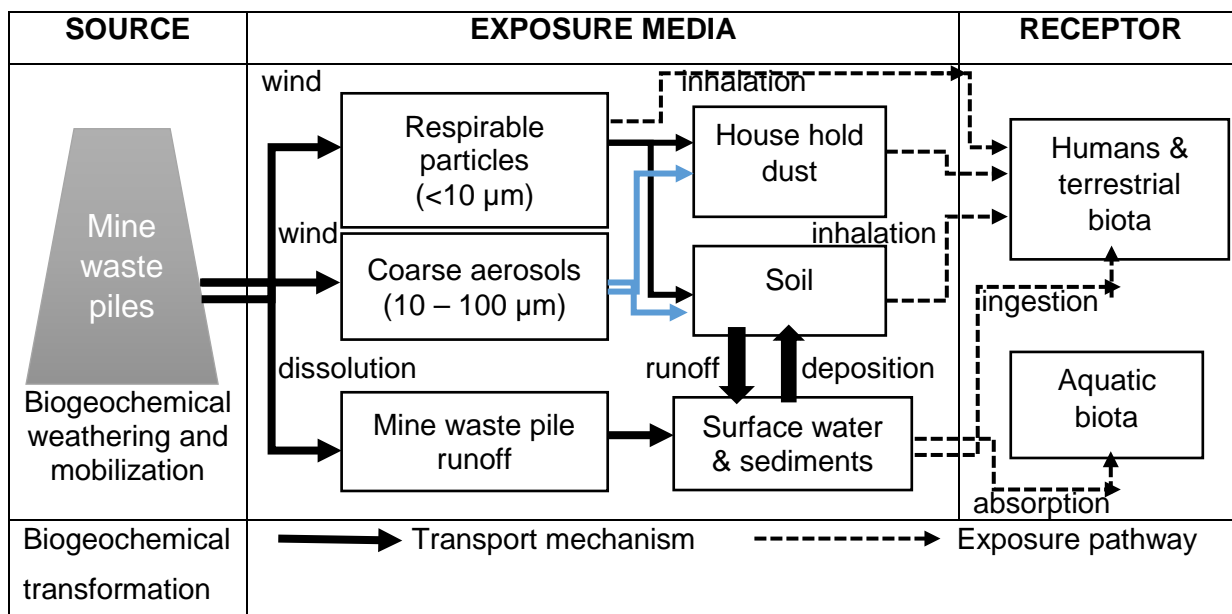 SOURCE
EXPOSURE MEDIA
RECEPTOR
wind
inhalation
Respirable
particles
(<10 µm)
House hold
dust
Humans &
terrestrial
biota
Mine
waste
piles
wind
inhalation
Coarse aerosols
(10 – 100 µm)
Soil
ingestion
dissolution
runoff
deposition
Biogeochemical
weathering and
mobilization
Mine waste pile
runoff
Surface water
& sediments
Aquatic
biota
absorption
Biogeochemical
transformation
Transport mechanism
Exposure pathway